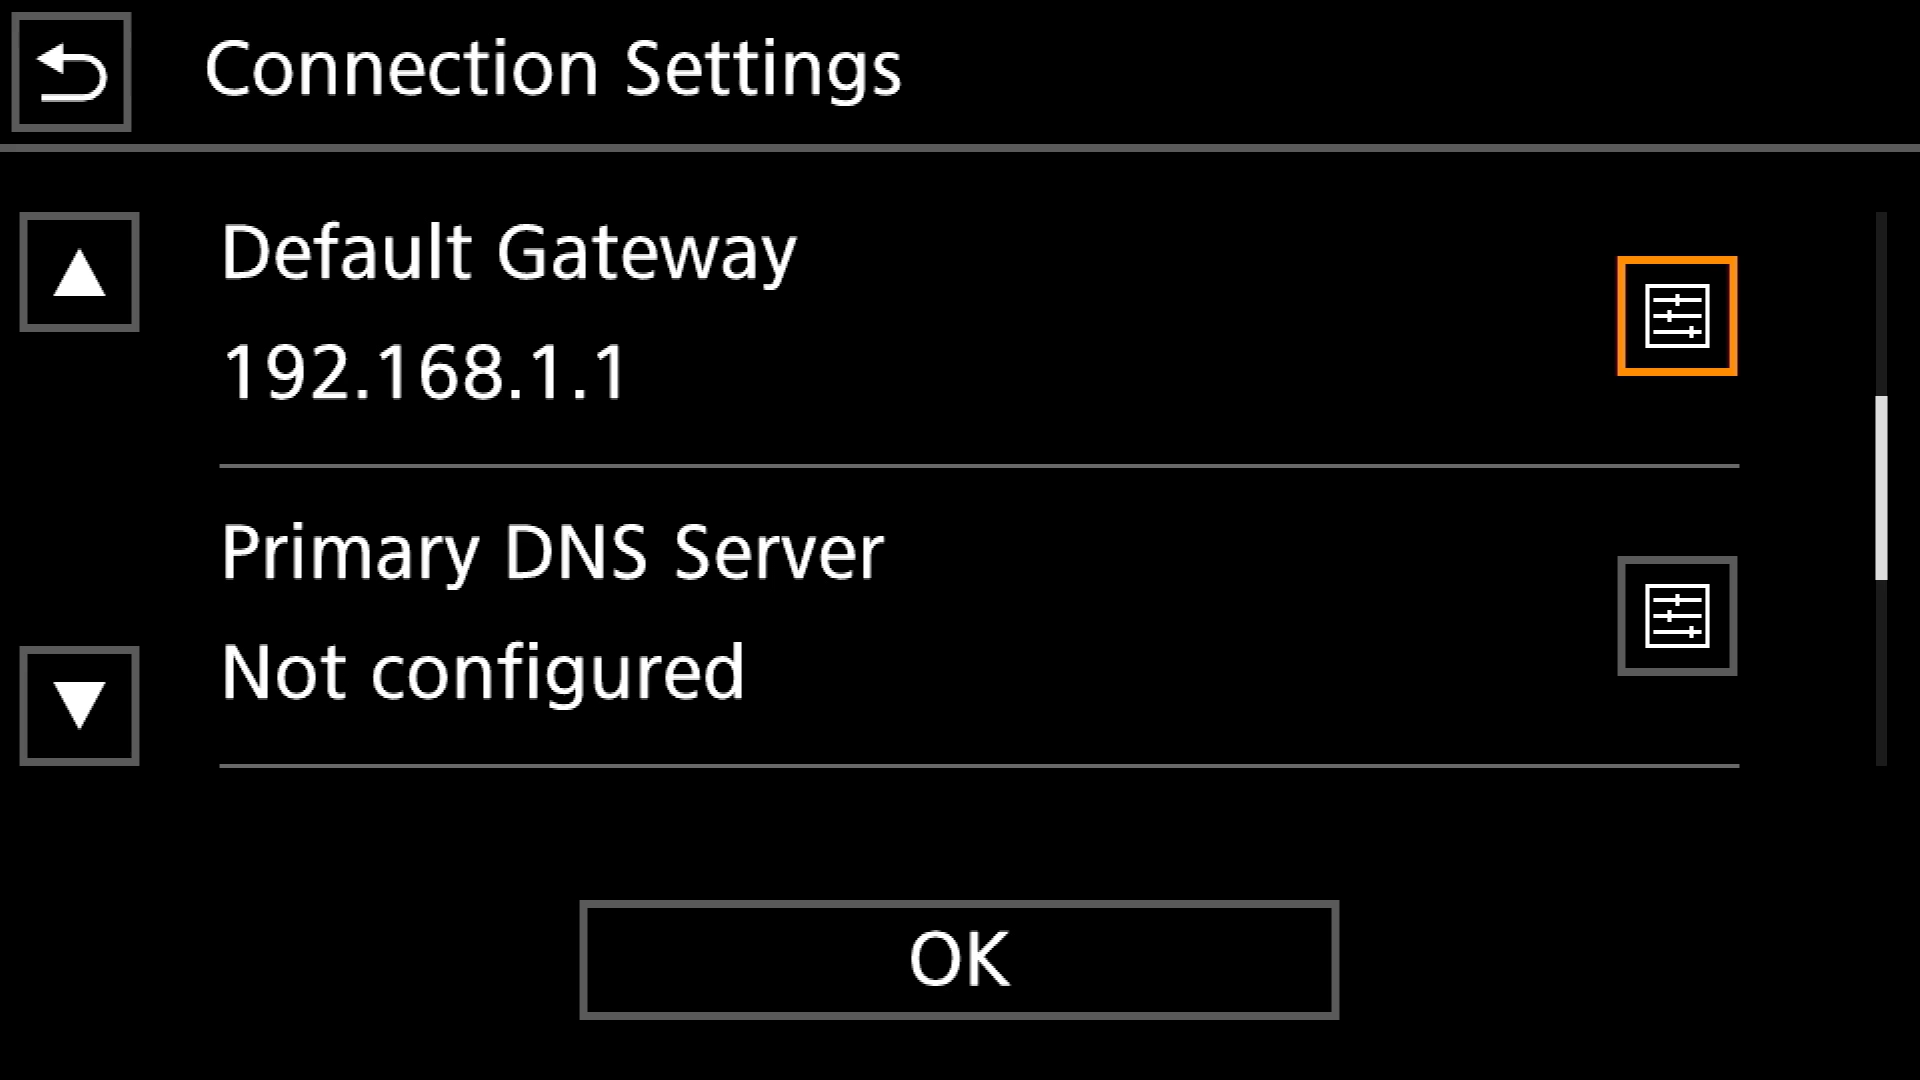 Connection Settings
Default Gateway
192.168.1.1
Primary DNS Server
Not configured
OK